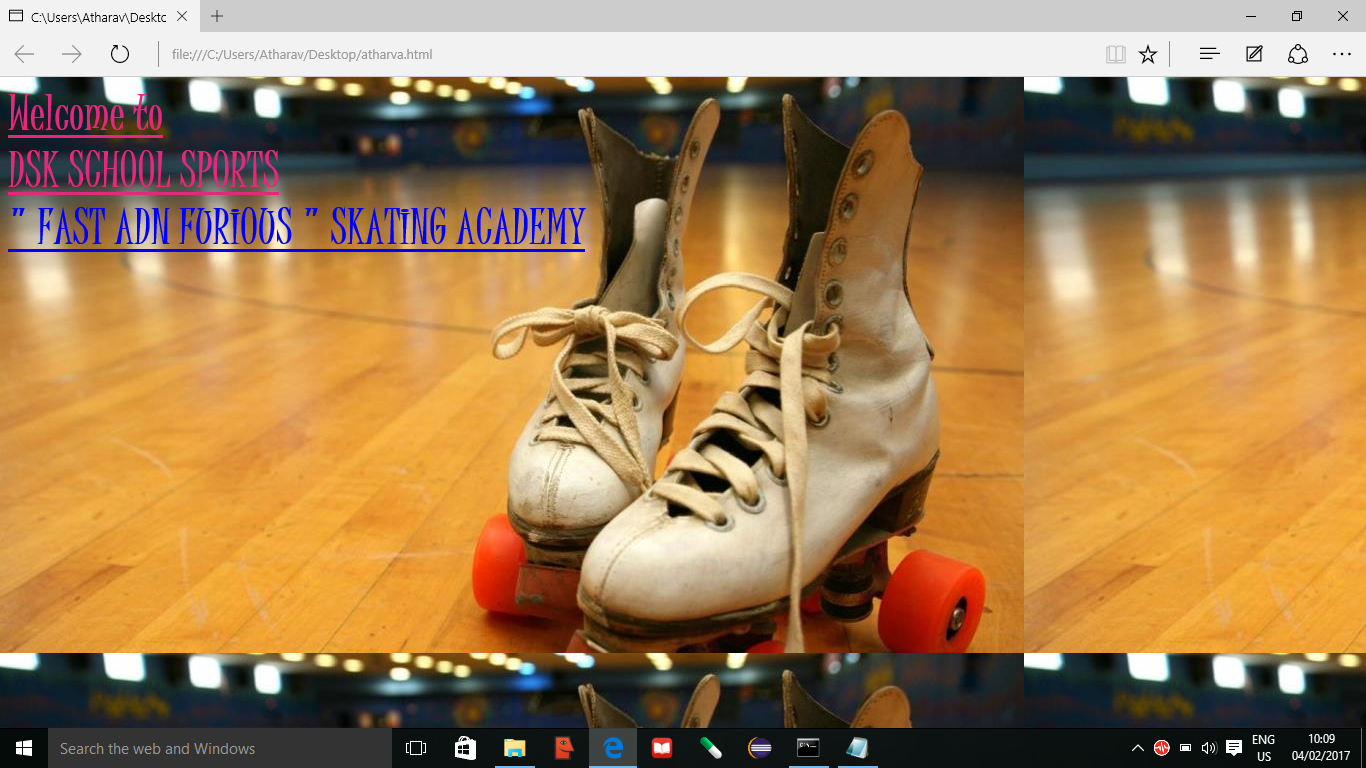 C:\Users\Atharav\Desktc
file:///C:/Users/Atharav/Desktop/atharva.html
Welcome to
DSK SCHOOL SPORTS
" FAST ADN FURIOUS " SKATING ACADEMY
Search the web and Windows
ENG
US
10:09
04/02/2017